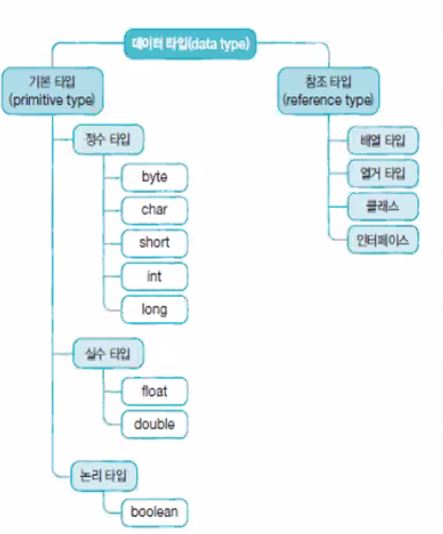 데이터 타입(data type)
기본 타입
(primitive type)
정수 타입
byte
char
short
int
long
실수 타입
float
double
논리 타입
boolean
참조 타입
(reference type)
배열 타입
열거 타입
클래스
인터페이스